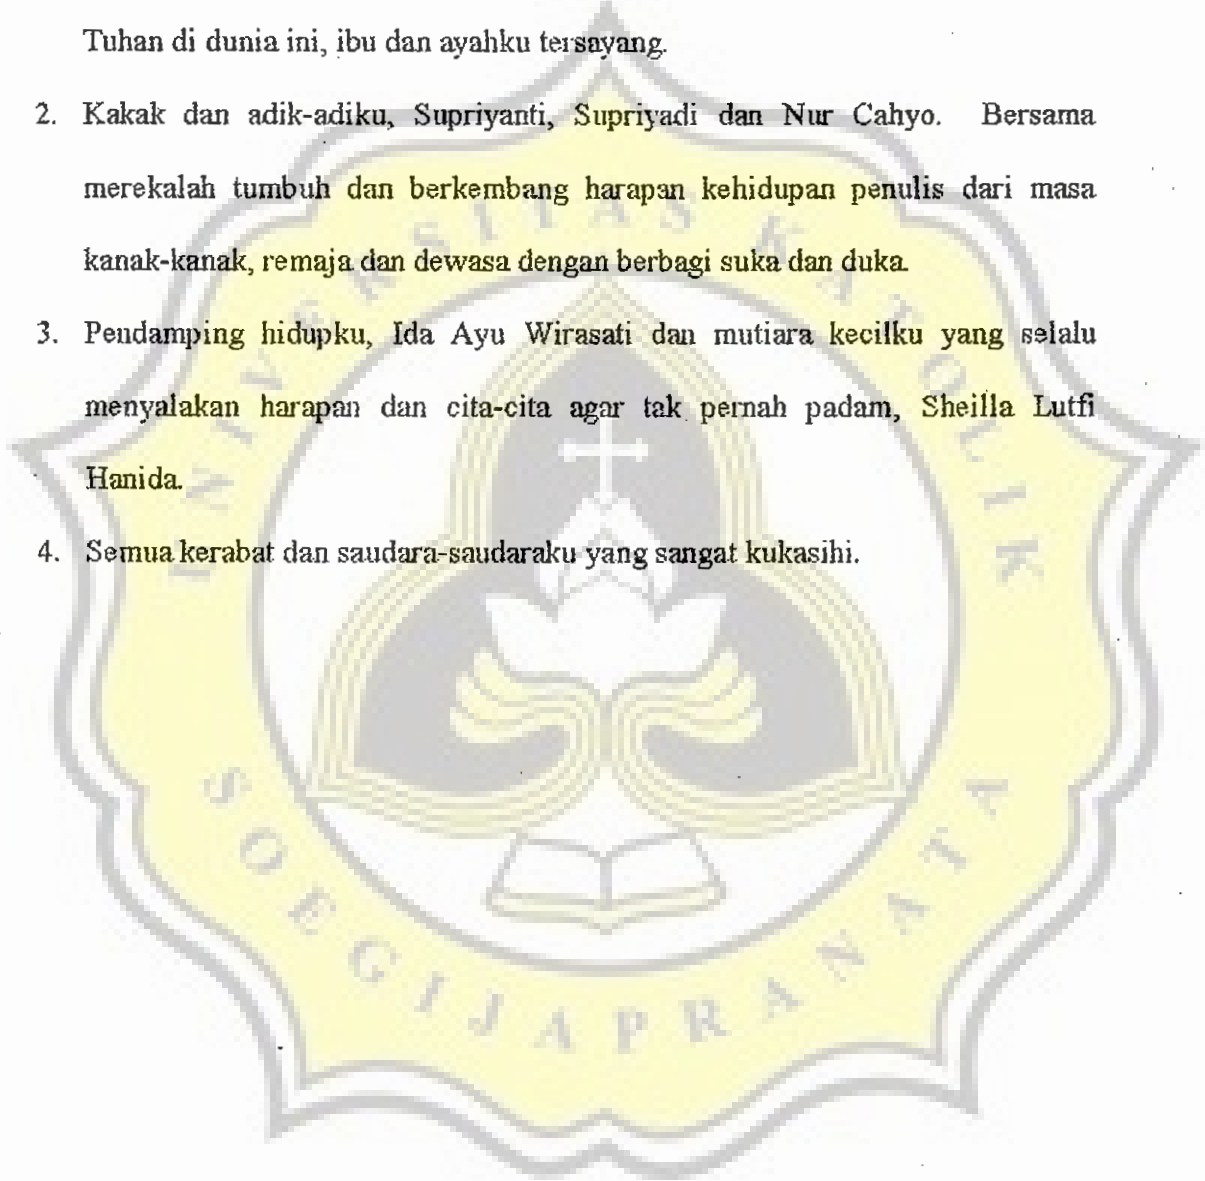 Tuhan di dunia ini, ibu dan ayahku tersayang.
2. Kakak dan adik-adiku, Supriyanti, Supriyadi dan Nur Cahyo. Bersama
merekalah tumbuh dan berkembang harapan kehidupan penulis dari masa
kanak-kanak, remaja dan dewasa dengan berbagi suka dan duka.
3. Pendamping hidupku, Ida Ayu Wirasati dan mutiara kecilku yang selalu
menyalakan harapan dan cita-cita agar tak pernah padam, Sheilla Lutfi
Hanida.
4. Semua kerabat dan saudara-saudaraku yang sangat kukasihi.
UNIVERSITAS KATOLIK
SOEGIJAPRANATA